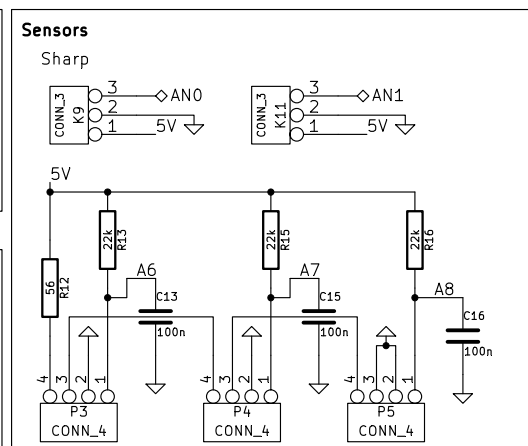 Sensors
Sharp
CONN_3
K9
3
2
1
AN0
5V
CONN_3
K11
3
2
1
AN1
5V
5V
22k
R13
22k
R15
22k
R16
56
R12
A6
C13
100n
A7
C15
100n
A8
C16
100n
4
3
2
1
P3
CONN_4
4
3
2
1
P4
CONN_4
4
3
2
1
P5
CONN_4